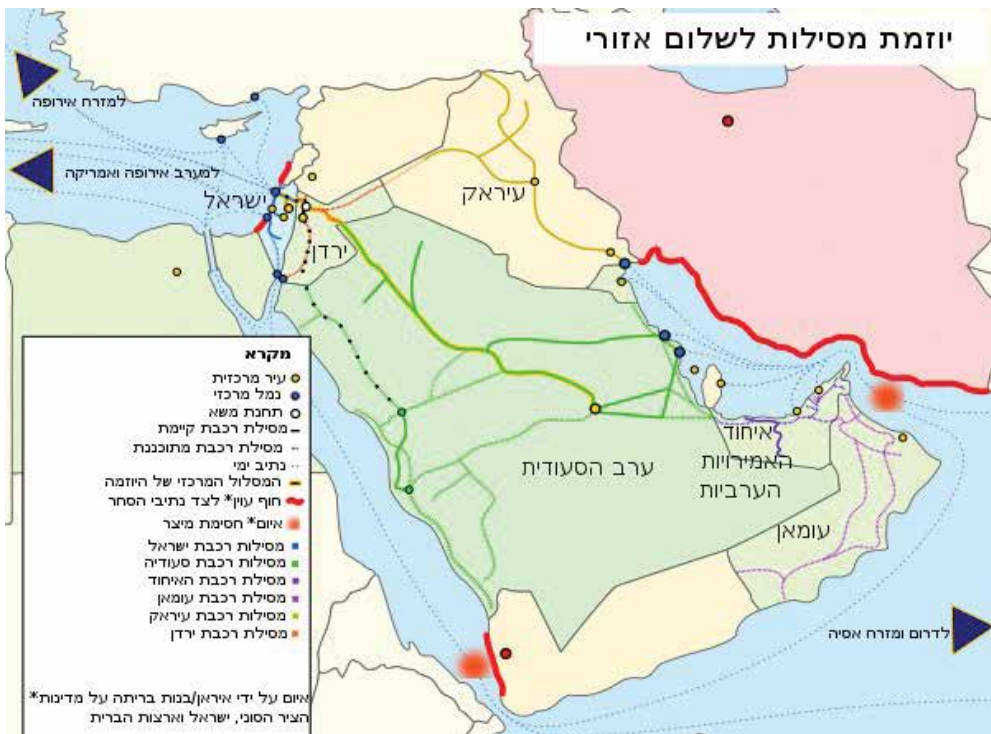 יוזמת מסילות לשלום אזורי
למזרח אירופה
למערב אירופה ואמריקה
ישראל
עיראק
ירדן
איחוד
האמירויות
הערביות
ערב הסעודית
עומאן
לדרום ומזרח אסיה
מקרא
עיר מרכזית
נמל מרכזי
תחנת משא
מסילת רכבת קיימת
מסילת רכבת מתוכננת
נתיב ימי
המסלול המרכזי של היוזמה
חוף עוין* לצד נתיבי הסחר
איום* חסימת מיצר
מסילות רכבת ישראל
מסילות רכבת סעודיה
מסילת רכבת האיחוד
מסילת רכבת עומאן
מסילות רכבת עיראק
מסילת רכבת ירדן
איום על ידי איראן/בנות בריתה על מדינות*
הציר הסוני, ישראל וארצות הברית